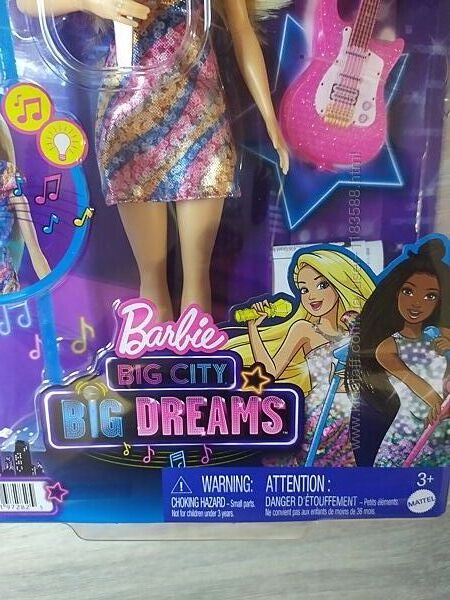 Barbie
BIG CITY
BIG DREAMS
WARNING:
CHOKING HAZARD – Small parts.
Not for children under 3 years.
ATTENTION :
DANGER D'ÉTOUFFEMENT – Petits éléments.
Ne convient pas aux enfants de moins de 36 mois.
3+
MATTEL